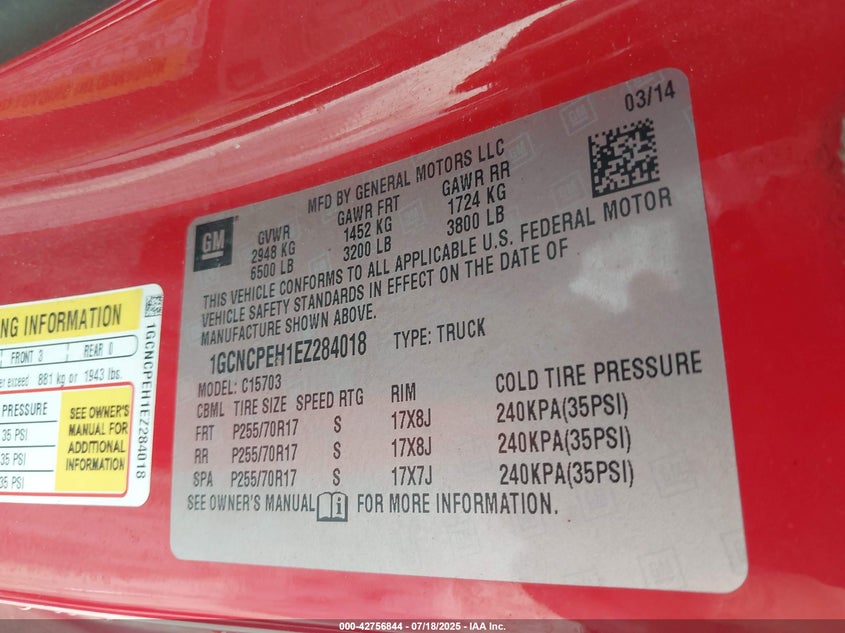 03/14
MFD BY GENERAL MOTORS LLC
GM
GVWR GAWR FRT GAWR RR
2948 KG 1452 KG 1724 KG
6500 LB 3200 LB 3800 LB
THIS VEHICLE CONFORMS TO ALL APPLICABLE U.S. FEDERAL MOTOR
VEHICLE SAFETY STANDARDS IN EFFECT ON THE DATE OF
MANUFACTURE SHOWN ABOVE.
1GCNCPEH1EZ284018 TYPE: TRUCK
MODEL: C15703
CBML TIRE SIZE SPEED RTG RIM COLD TIRE PRESSURE
FRT P255/70R17 S 17X8J 240KPA(35PSI)
RR P255/70R17 S 17X8J 240KPA(35PSI)
SPA P255/70R17 S 17X7J 240KPA(35PSI)
SEE OWNER'S MANUAL i FOR MORE INFORMATION.
INFORMATION
FRONT 3 REAR 0
exceed 881 kg or 1943 lbs.
PRESSURE
35 PSI
35 PSI
35 PSI
SEE OWNER'S
MANUAL FOR
ADDITIONAL
INFORMATION
1GCNCPEH1EZ284018
000-42756844 / 07/18/2025 - IAA Inc.